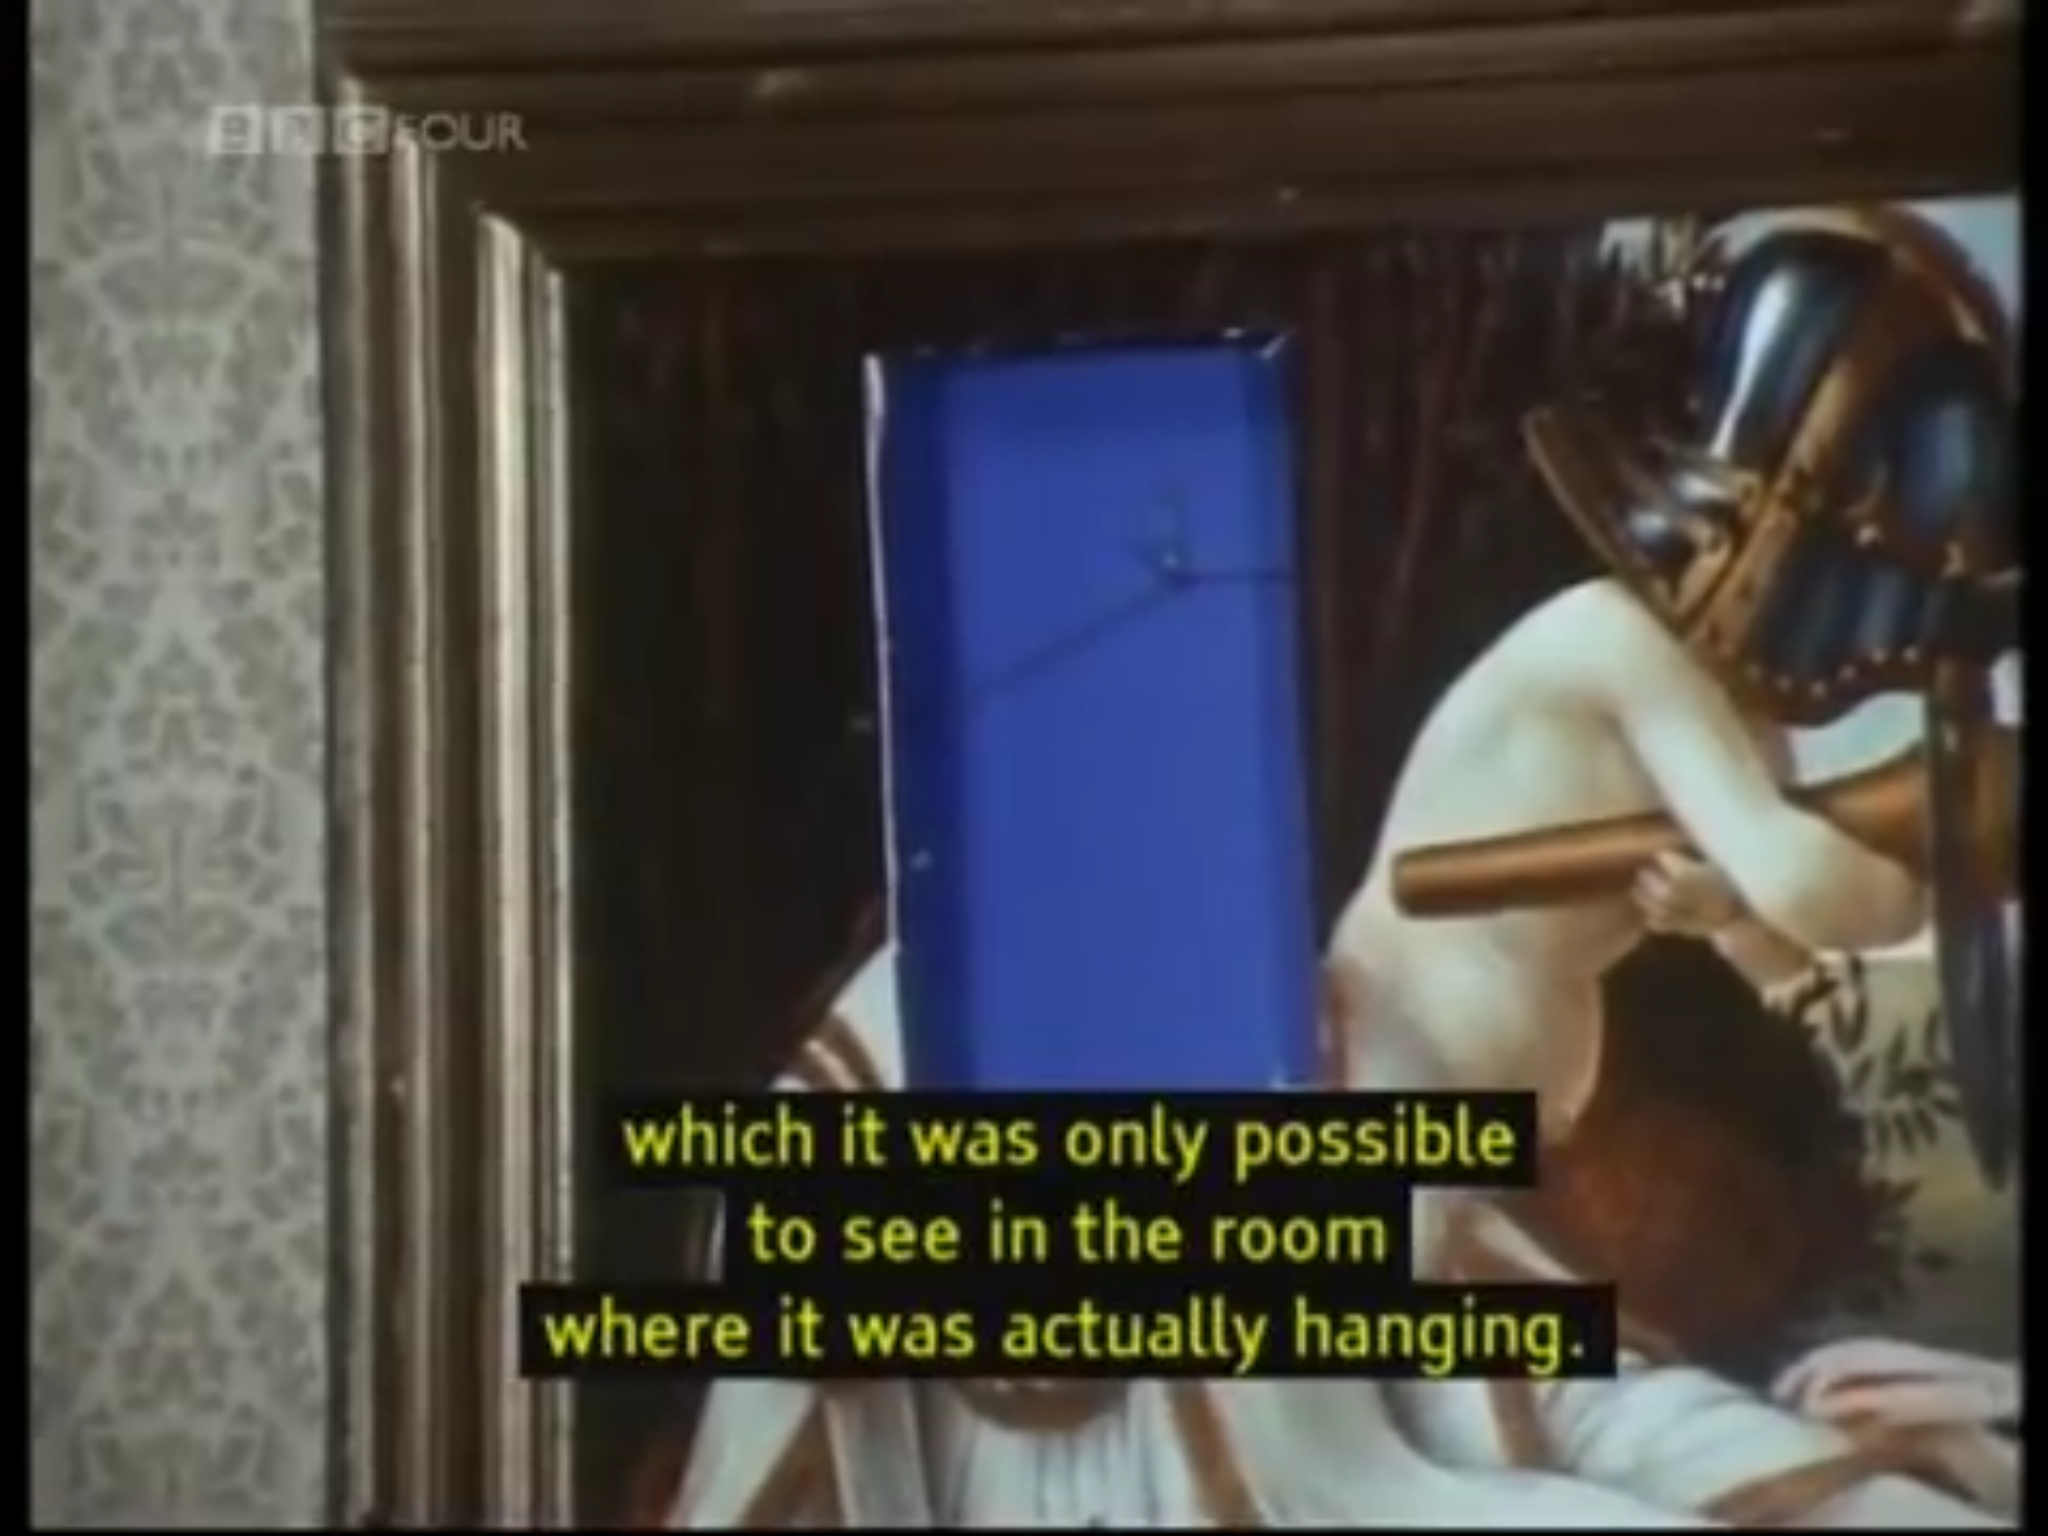 BBC FOUR
which it was only possible
to see in the room
where it was actually hanging.